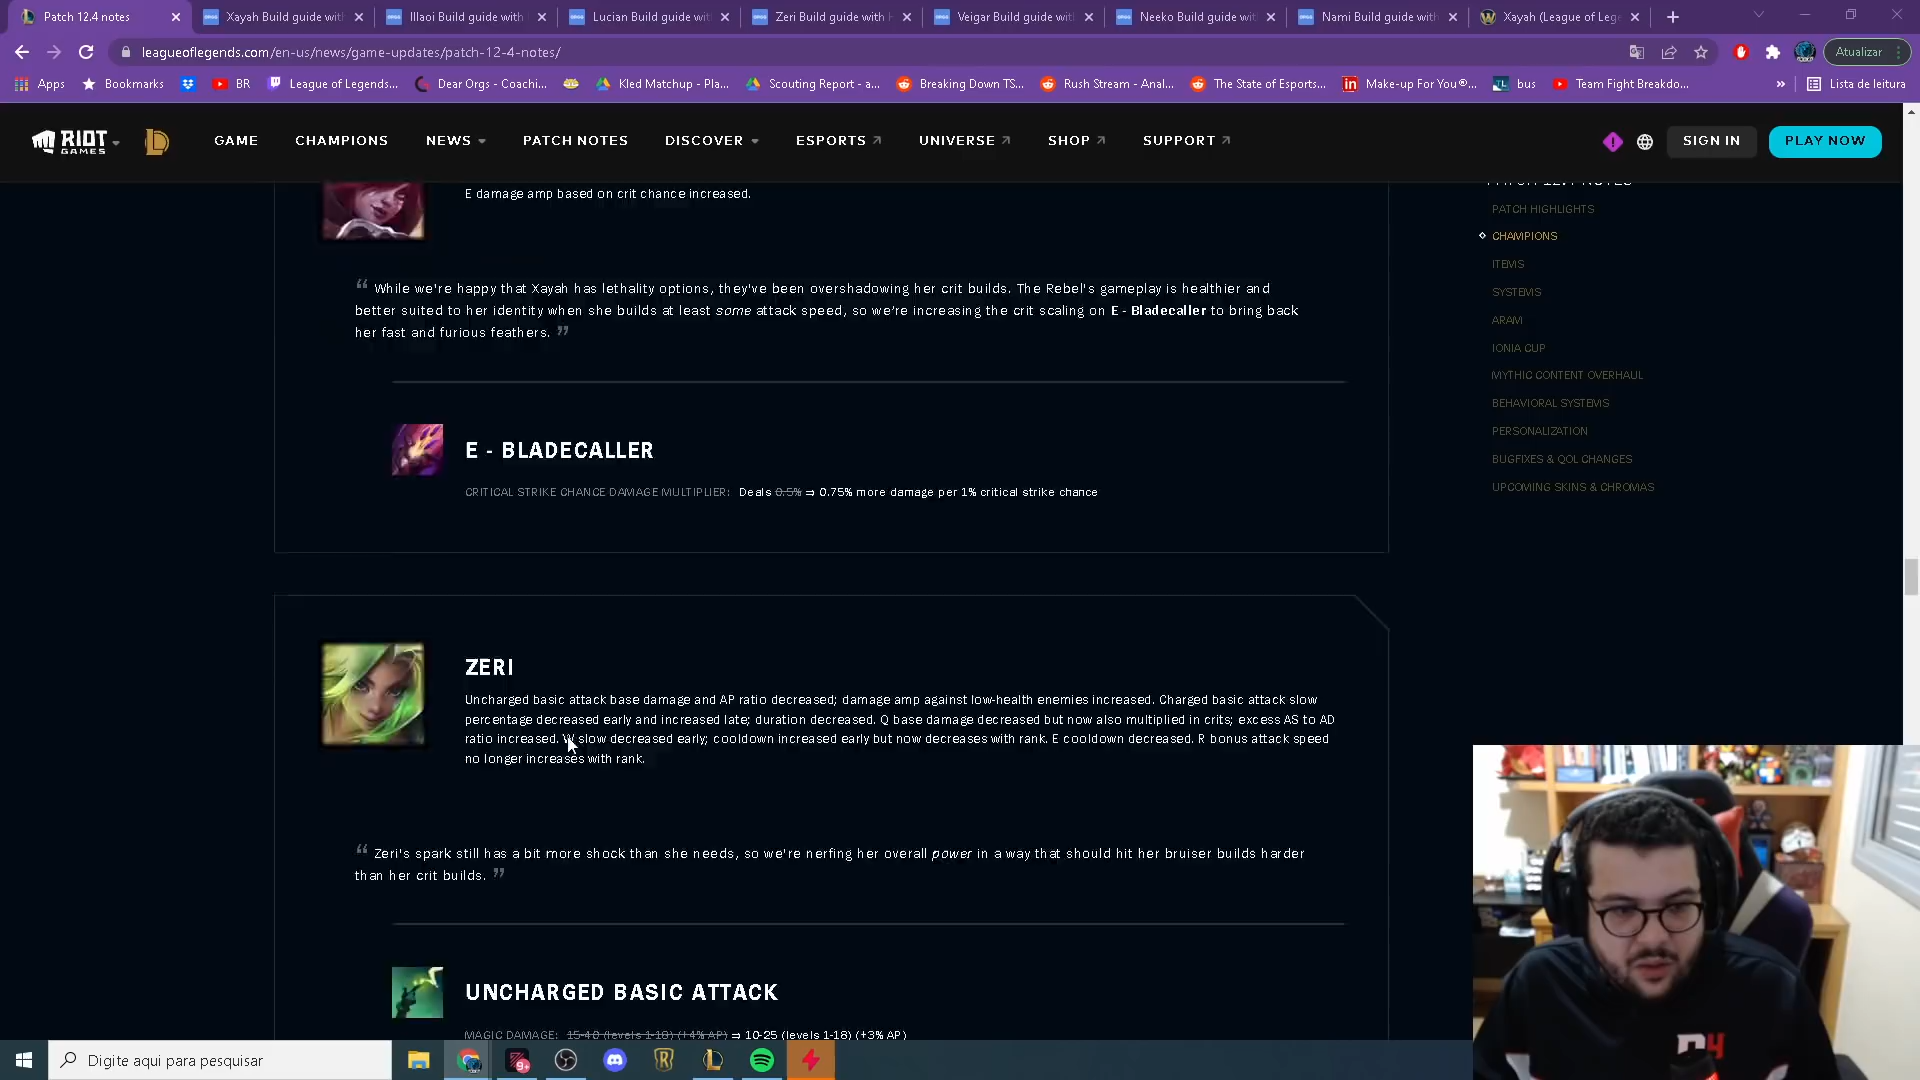 Patch 12.4 notes
Xayah Build guide wit
Illaoi Build guide with
Lucian Build guide wi
Zeri Build guide with
Veigar Build guide wi
Neeko Build guide wit
Nami Build guide with
Xayah (League of Leg
leagueoflegends.com/en-us/news/game-updates/patch-12-4-notes/
Atualizar
Apps
Bookmarks
BR
League of Legends...
Dear Orgs - Coachi...
Kled Matchup - Pla...
Scouting Report - a...
Breaking Down TS...
Rush Stream - Anal...
The State of Esports...
Make-up For You®...
bus
Team Fight Breakdo...
»
Lista de leitura
RIOT GAMES
GAME
CHAMPIONS
NEWS
PATCH NOTES
DISCOVER
ESPORTS
UNIVERSE
SHOP
SUPPORT
SIGN IN
PLAY NOW
E damage amp based on crit chance increased.
PATCH 12.4 NOTES
PATCH HIGHLIGHTS
CHAMPIONS
ITEMS
SYSTEMS
ARAM
IONIA CUP
MYTHIC CONTENT OVERHAUL
BEHAVIORAL SYSTEMS
PERSONALIZATION
BUGFIXES & QOL CHANGES
UPCOMING SKINS & CHROMAS
“ While we're happy that Xayah has lethality options, they've been overshadowing her crit builds. The Rebel's gameplay is healthier and
better suited to her identity when she builds at least some attack speed, so we're increasing the crit scaling on E - Bladecaller to bring back
her fast and furious feathers. ”
E - BLADECALLER
CRITICAL STRIKE CHANCE DAMAGE MULTIPLIER: Deals 0.5% ⇒ 0.75% more damage per 1% critical strike chance
ZERI
Uncharged basic attack base damage and AP ratio decreased; damage amp against low-health enemies increased. Charged basic attack slow
percentage decreased early and increased late; duration decreased. Q base damage decreased but now also multiplied in crits; excess AS to AD
ratio increased. W slow decreased early; cooldown increased early but now decreases with rank. E cooldown decreased. R bonus attack speed
no longer increases with rank.
“ Zeri's spark still has a bit more shock than she needs, so we're nerfing her overall power in a way that should hit her bruiser builds harder
than her crit builds. ”
UNCHARGED BASIC ATTACK
MAGIC DAMAGE: 15-40 (levels 1-18) (+4% AP) ⇒ 10-25 (levels 1-18) (+3% AP)
Digite aqui para pesquisar
9+